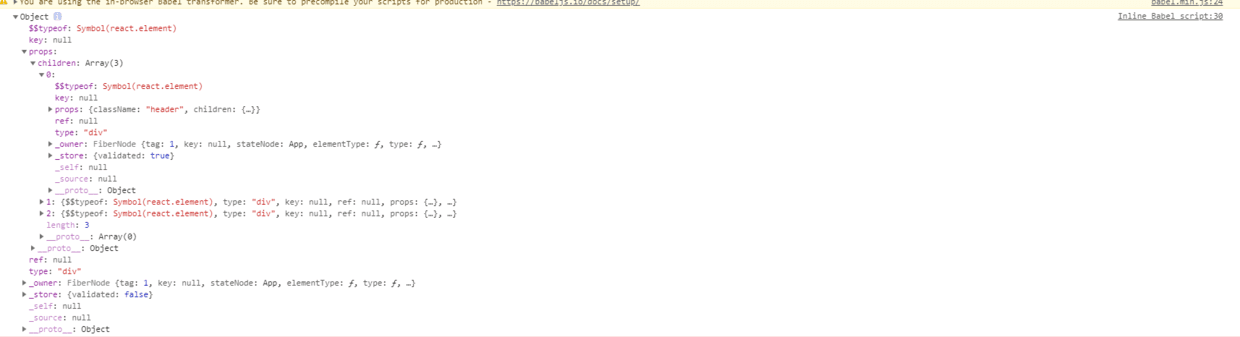 You are using the in-browser Babel transformer. Be sure to precompile your scripts for production - https://babeljs.io/docs/setup/ babel.min.js:24
Object Inline Babel script:30
$$typeof: Symbol(react.element)
key: null
props:
children: Array(3)
0:
$$typeof: Symbol(react.element)
key: null
props: {className: "header", children: {…}}
ref: null
type: "div"
_owner: FiberNode {tag: 1, key: null, stateNode: App, elementType: ƒ, type: ƒ, …}
_store: {validated: true}
_self: null
_source: null
__proto__: Object
1: {$$typeof: Symbol(react.element), type: "div", key: null, ref: null, props: {…}, …}
2: {$$typeof: Symbol(react.element), type: "div", key: null, ref: null, props: {…}, …}
length: 3
__proto__: Array(0)
__proto__: Object
ref: null
type: "div"
_owner: FiberNode {tag: 1, key: null, stateNode: App, elementType: ƒ, type: ƒ, …}
_store: {validated: false}
_self: null
_source: null
__proto__: Object